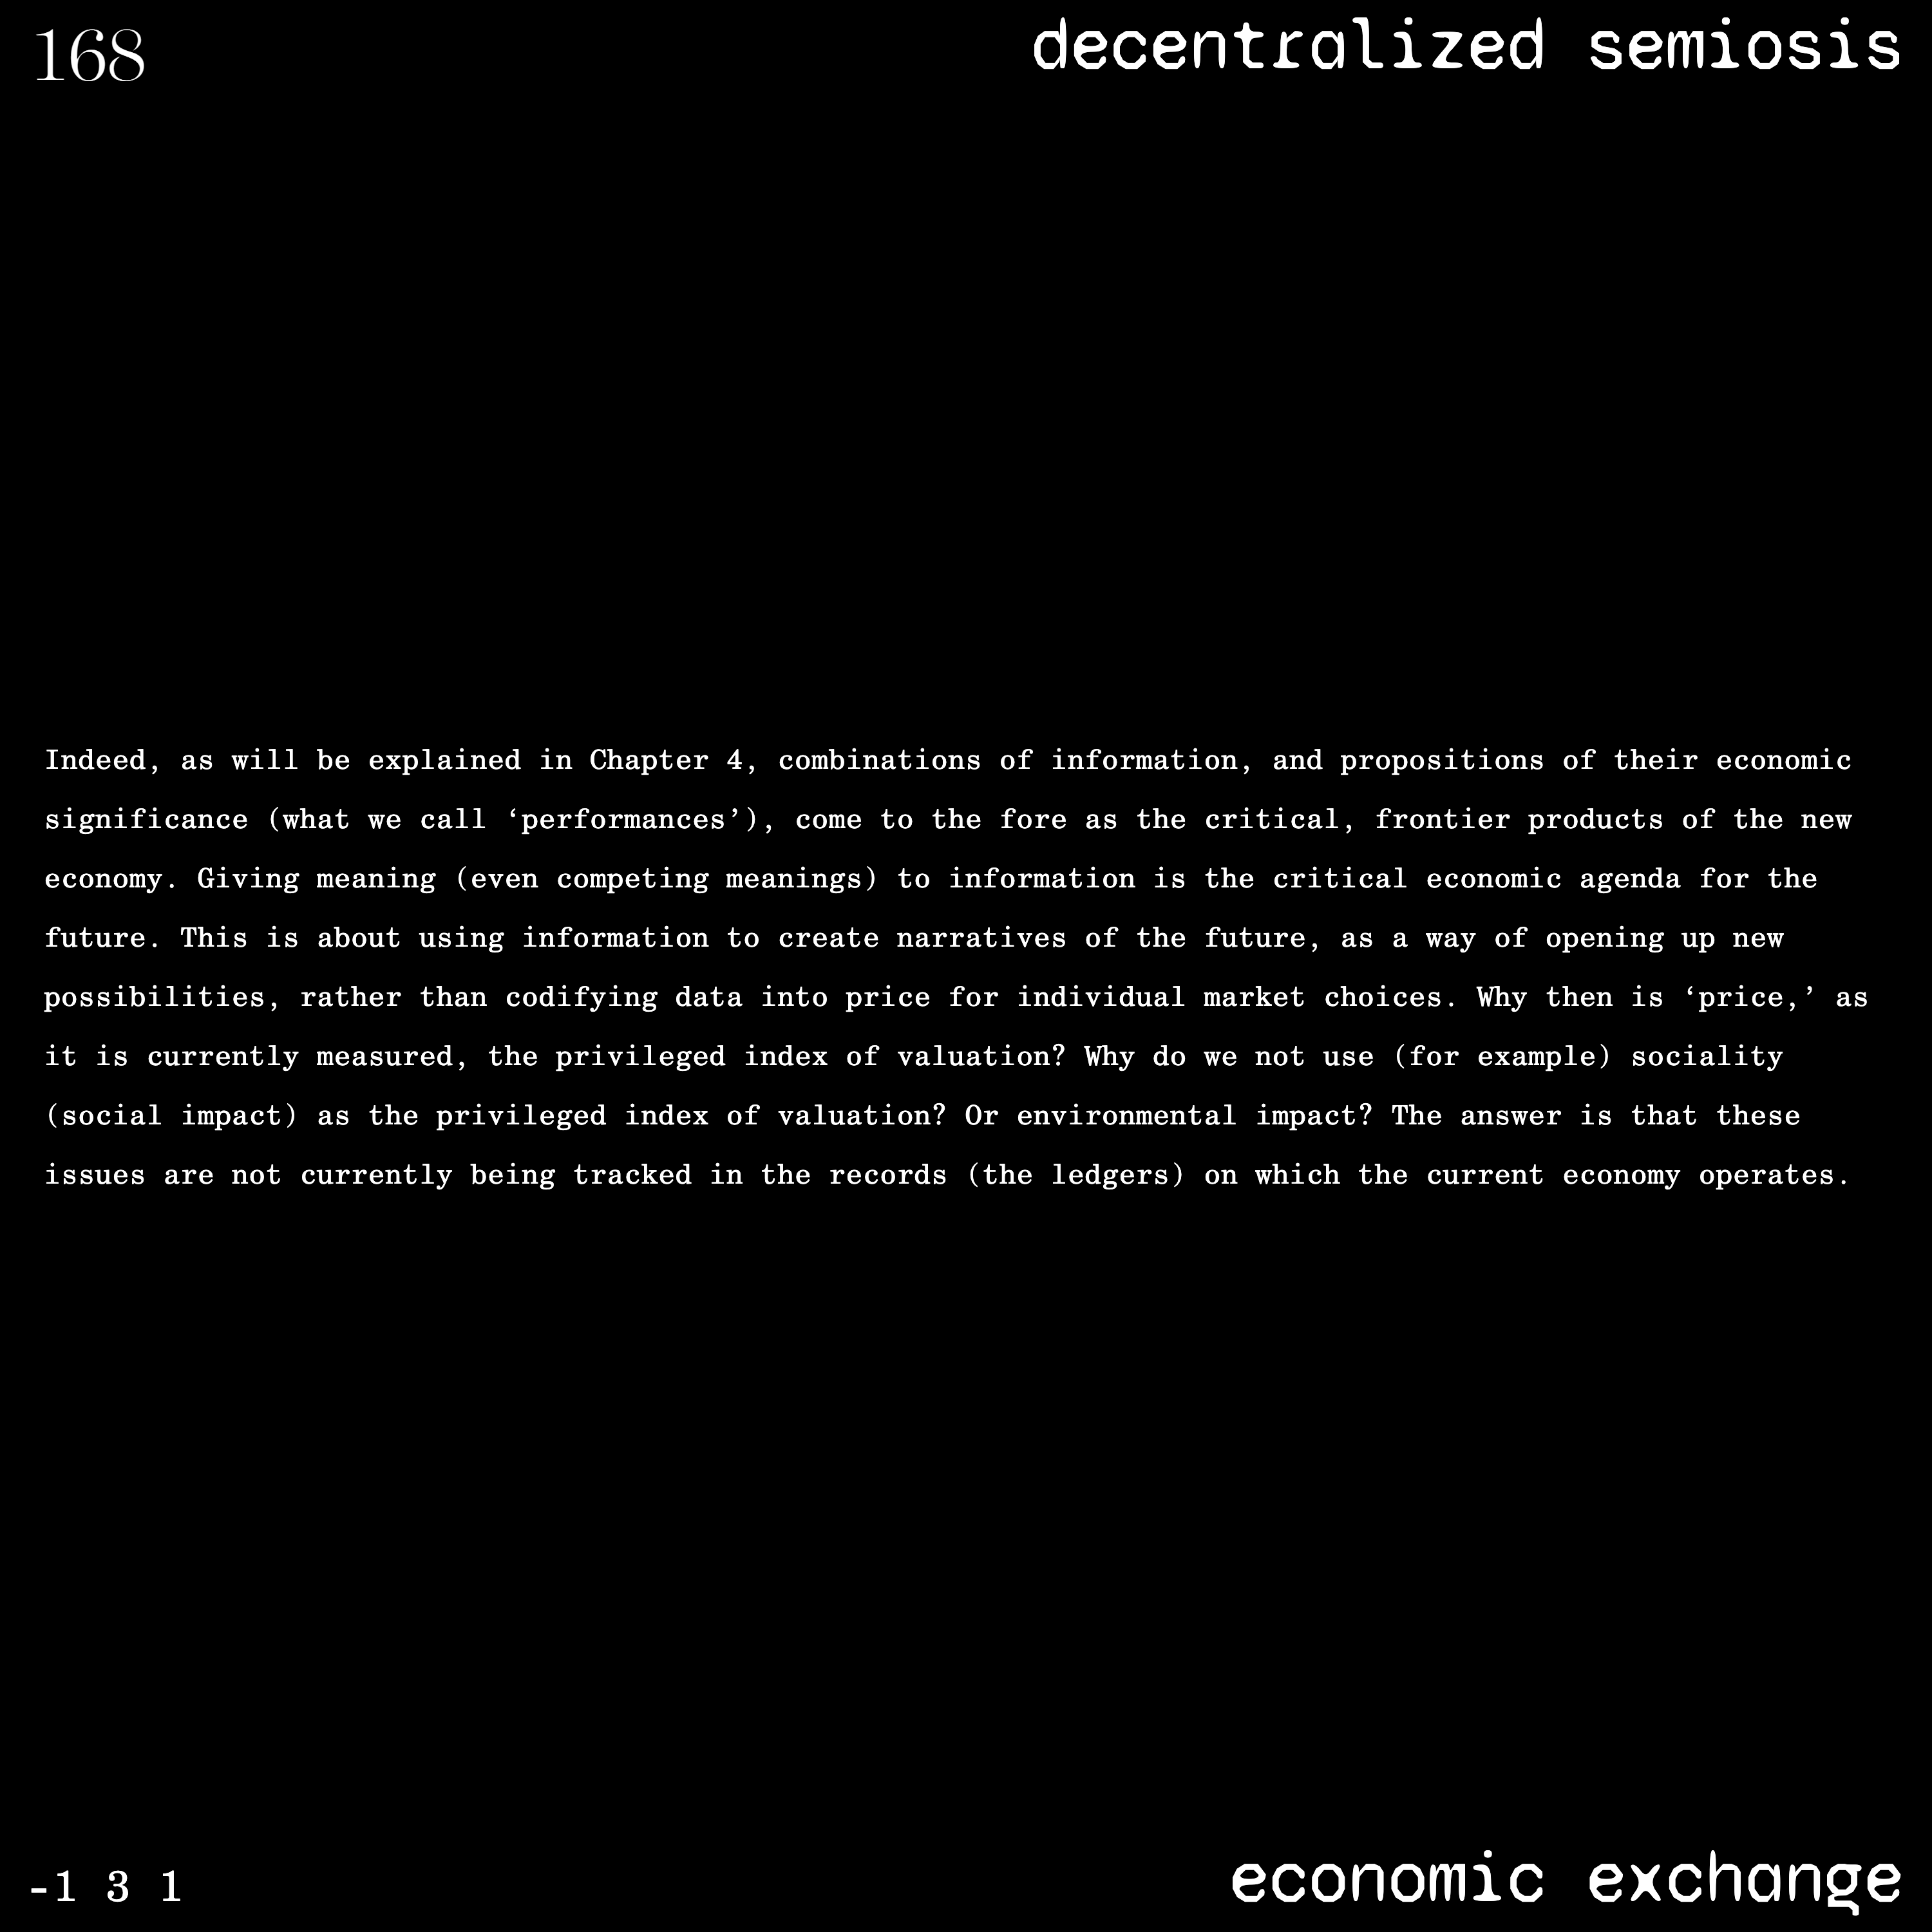 168
decentralized semiosis
Indeed, as will be explained in Chapter 4, combinations of information, and propositions of their economic
significance (what we call ‘performances’), come to the fore as the critical, frontier products of the new
economy. Giving meaning (even competing meanings) to information is the critical economic agenda for the
future. This is about using information to create narratives of the future, as a way of opening up new
possibilities, rather than codifying data into price for individual market choices. Why then is ‘price,’ as
it is currently measured, the privileged index of valuation? Why do we not use (for example) sociality
(social impact) as the privileged index of valuation? Or environmental impact? The answer is that these
issues are not currently being tracked in the records (the ledgers) on which the current economy operates.
-1 3 1
economic exchange